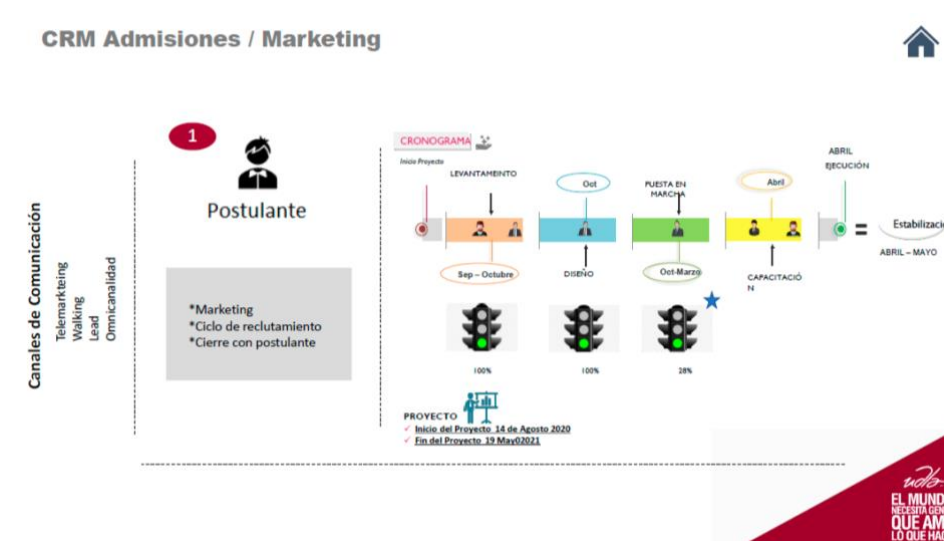 CRM Admisiones / Marketing
Canales de Comunicación
Telemarkteing
Walking
Lead
Omnicanalidad
1
Postulante
*Marketing
*Ciclo de reclutamiento
*Cierre con postulante
CRONOGRAMA
Inicio Proyecto
LEVANTAMEINTO
Sep – Octubre
Oct
DISEÑO
PUESTA EN
MARCHA
Oct-Marzo
Abril
CAPACITACIÓ
N
ABRIL
EJECUCIÓN
=
Estabilizació
ABRIL – MAYO
100%
100%
28%
PROYECTO
✓ Inicio del Proyecto 14 de Agosto 2020
✓ Fin del Proyecto 19 May02021
udla-
EL MUND
NECESITA GEN
QUE AM
LO QUE HA